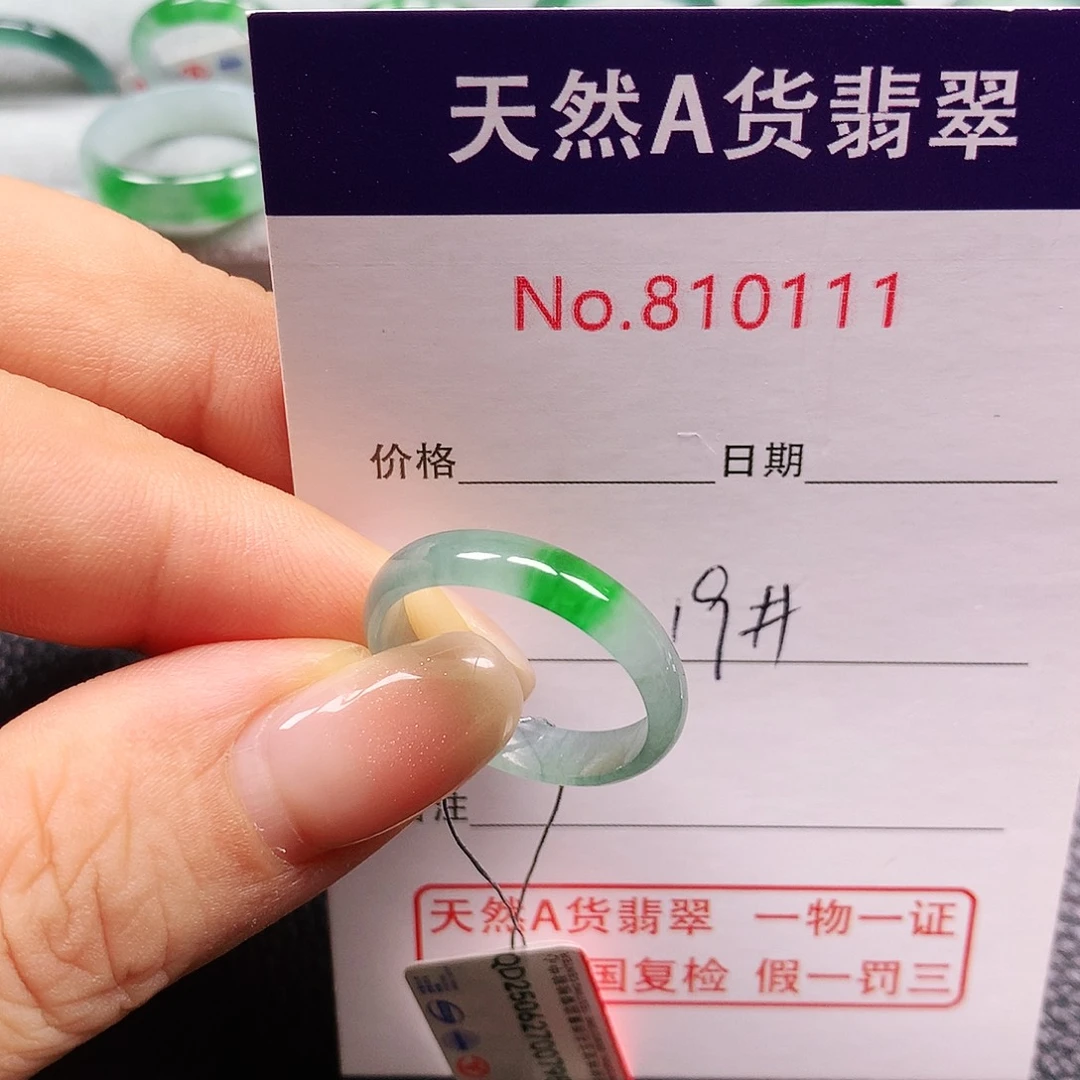 天然A货翡翠
No.810111
价格 日期
19#
注
天然A货翡翠 一物一证
国复检 假一罚三